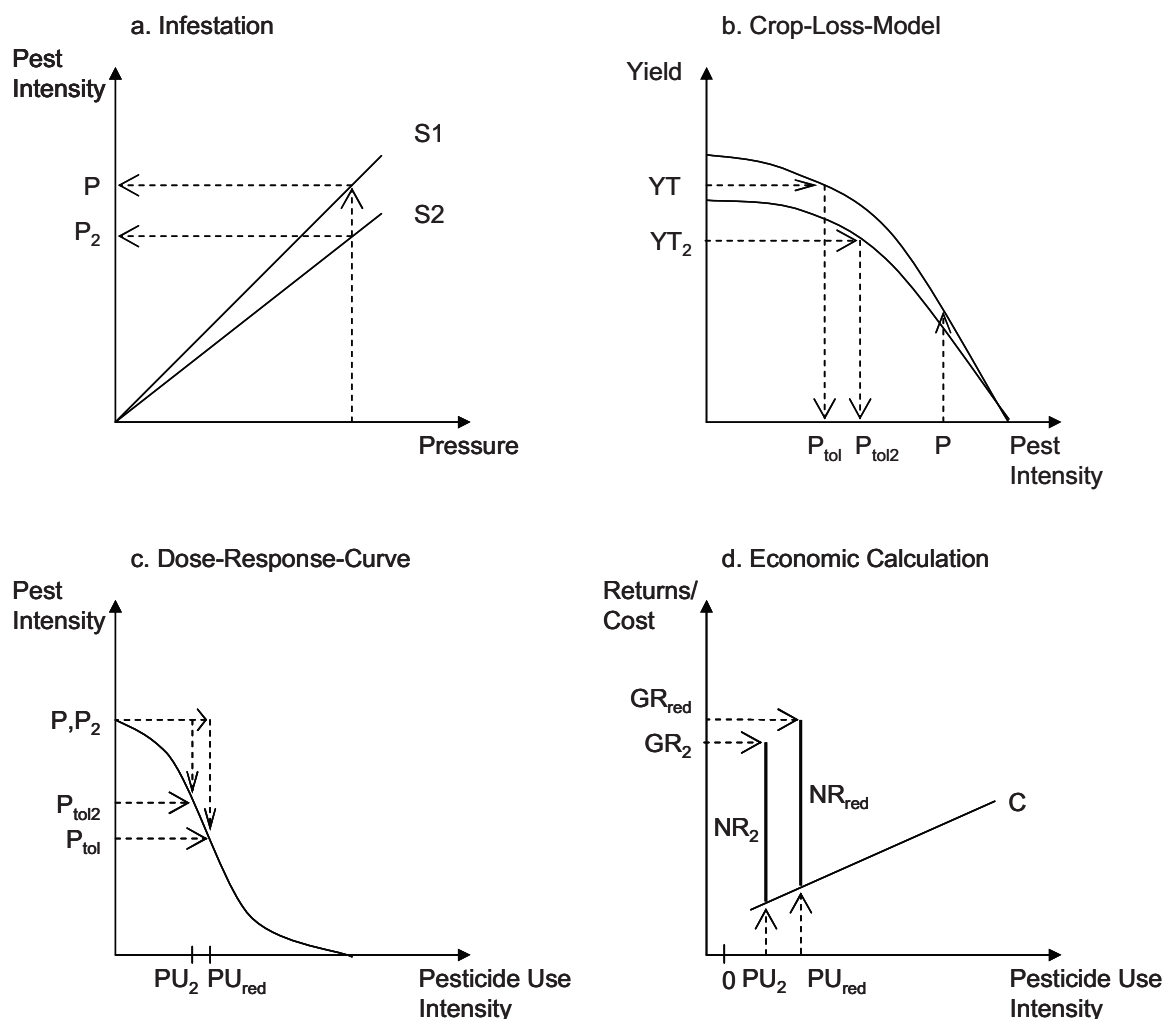 a. Infestation
Pest
Intensity
S1
P
S2
P2
Pressure
b. Crop-Loss-Model
Yield
YT
YT2
Ptol
Ptol2
P
Pest
Intensity
c. Dose-Response-Curve
Pest
Intensity
P,P2
Ptol2
Ptol
PU2
PUred
Pesticide Use
Intensity
d. Economic Calculation
Returns/
Cost
GRred
GR2
NRred
C
NR2
0
PU2
PUred
Pesticide Use
Intensity